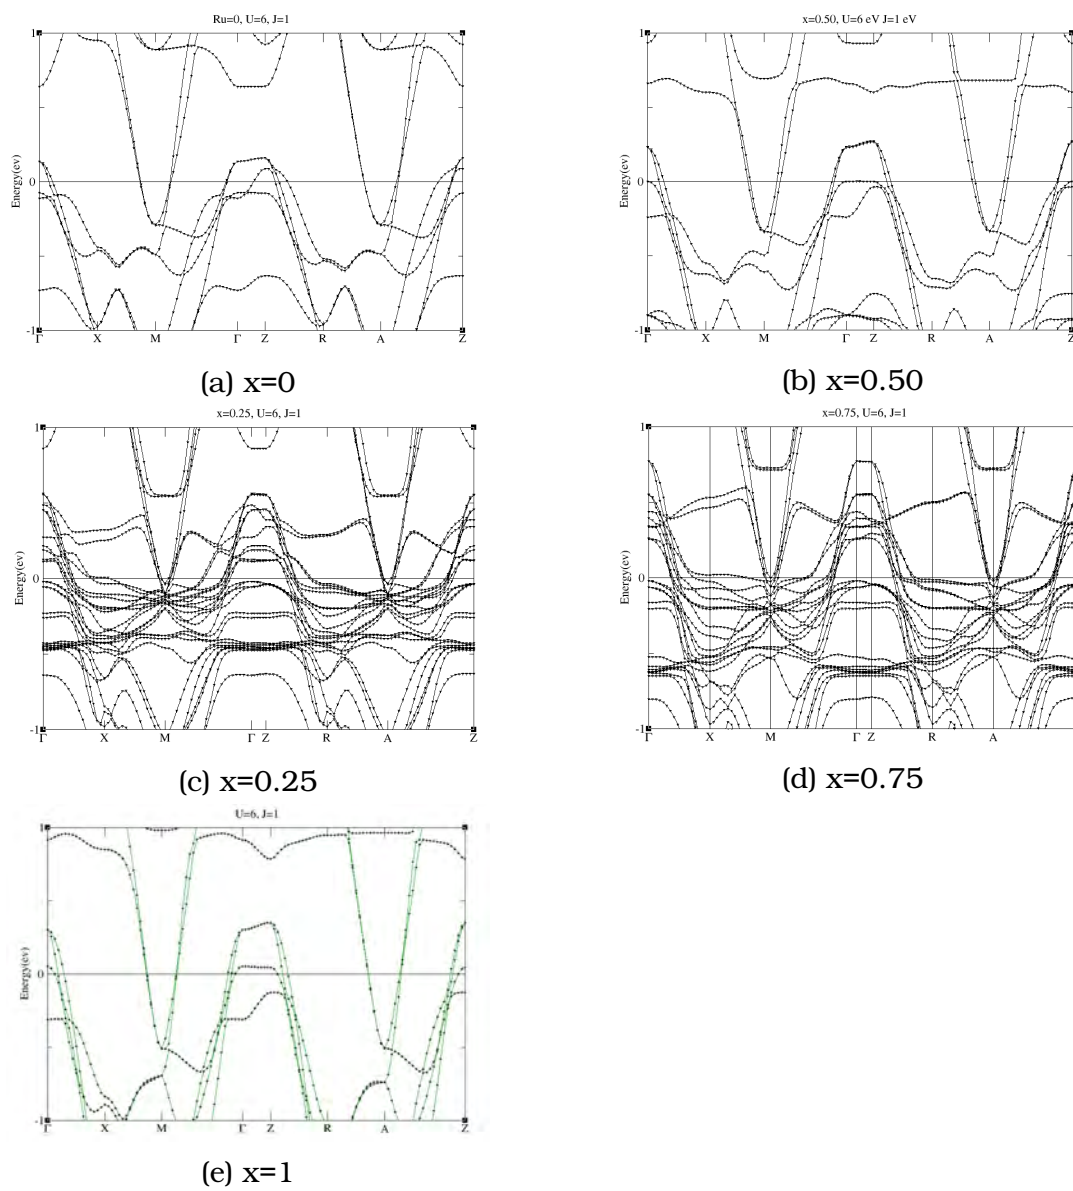 Ru=0, U=6, J=1
1
Energy(ev)
0
-1
Γ X M Γ Z R A Z
(a) x=0
x=0.50, U=6 eV J=1 eV
1
Energy(ev)
0
-1
Γ X M Γ Z R A Z
(b) x=0.50
x=0.25, U=6, J=1
1
Energy(ev)
0
-1
Γ X M Γ Z R A Z
(c) x=0.25
x=0.75, U=6, J=1
1
Energy(ev)
0
-1
Γ X M Γ Z R A Z
(d) x=0.75
U=6, J=1
1
Energy(ev)
0
-1
Γ X M Γ Z R A Z
(e) x=1